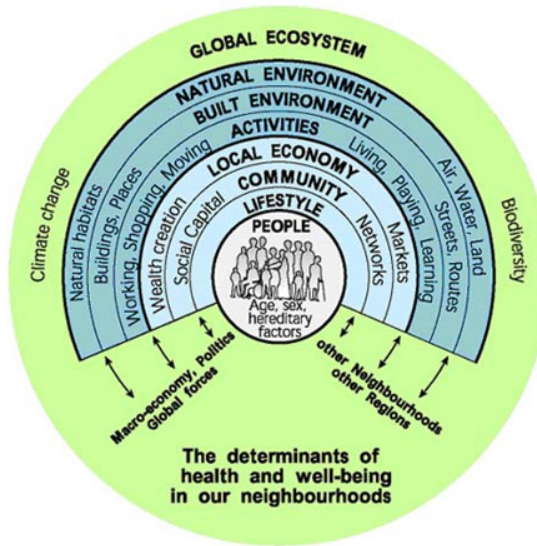 GLOBAL ECOSYSTEM
Climate change
Biodiversity
NATURAL ENVIRONMENT
Natural habitats
Air, Water, Land
BUILT ENVIRONMENT
Buildings, Places
Streets, Routes
ACTIVITIES
Working, Shopping, Moving
Living, Playing, Learning
LOCAL ECONOMY
Wealth creation
Markets
COMMUNITY
Social Capital
Networks
LIFESTYLE
PEOPLE
Age, sex,
hereditary
factors
Macro-economy, Politics
Global forces
other Neighbourhoods
other Regions
The determinants of
health and well-being
in our neighbourhoods